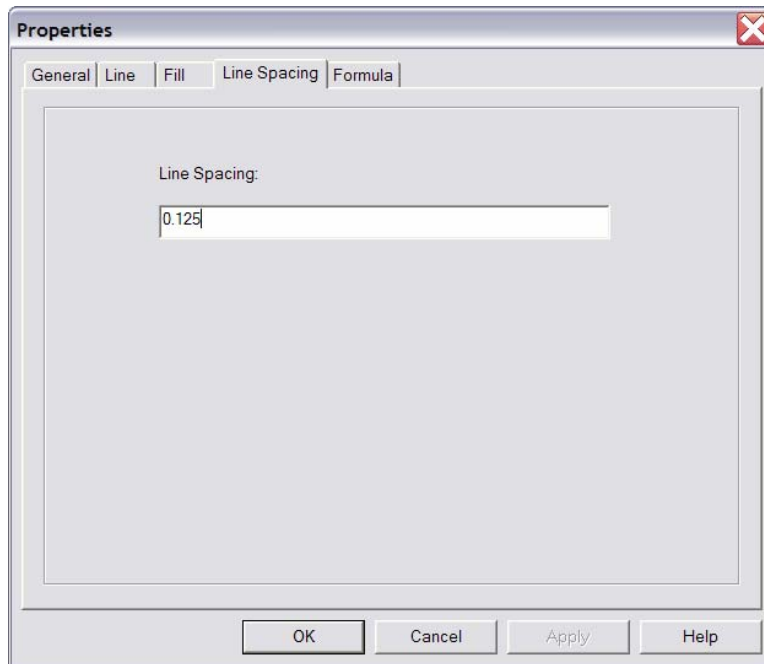 Properties
General Line Fill Line Spacing Formula
Line Spacing:
0.125
OK Cancel Apply Help